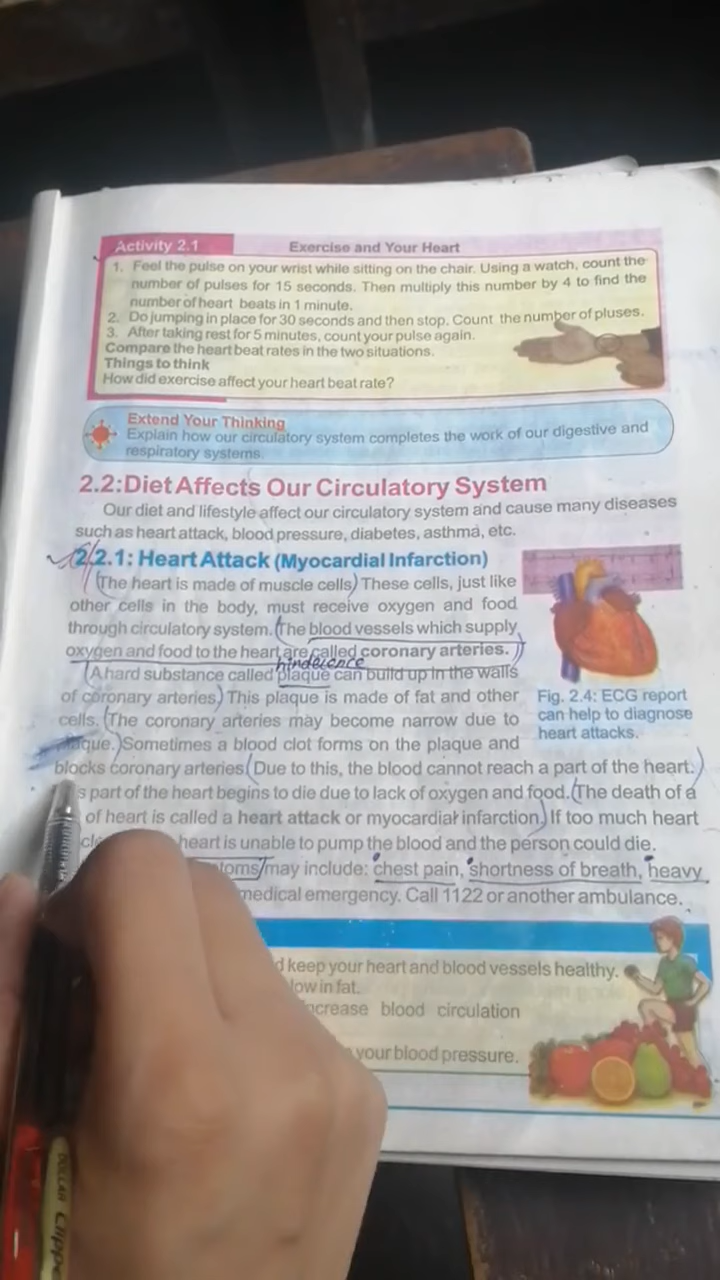 Activity 2.1 Exercise and Your Heart
1. Feel the pulse on your wrist while sitting on the chair. Using a watch, count the
number of pulses for 15 seconds. Then multiply this number by 4 to find the
number of heart beats in 1 minute.
2. Do jumping in place for 30 seconds and then stop. Count the number of pluses.
3. After taking rest for 5 minutes, count your pulse again.
Compare the heart beat rates in the two situations.
Things to think
How did exercise affect your heart beat rate?
Extend Your Thinking
Explain how our circulatory system completes the work of our digestive and
respiratory systems.
2.2:Diet Affects Our Circulatory System
Our diet and lifestyle affect our circulatory system and cause many diseases
such as heart attack, blood pressure, diabetes, asthma, etc.
2.2.1: Heart Attack (Myocardial Infarction)
(The heart is made of muscle cells) These cells, just like
other cells in the body, must receive oxygen and food
through circulatory system. (The blood vessels which supply
oxygen and food to the heart are called coronary arteries.)
hinderence
(A hard substance called plaque can build up in the walls
of coronary arteries) This plaque is made of fat and other
cells. (The coronary arteries may become narrow due to
plaque.) Sometimes a blood clot forms on the plaque and
blocks coronary arteries (Due to this, the blood cannot reach a part of the heart.)
s part of the heart begins to die due to lack of oxygen and food. (The death of a
of heart is called a heart attack or myocardial infarction.) If too much heart
heart is unable to pump the blood and the person could die.
toms may include: chest pain, shortness of breath, heavy
medical emergency. Call 1122 or another ambulance.
Fig. 2.4: ECG report
can help to diagnose
heart attacks.
d keep your heart and blood vessels healthy.
low in fat.
ncrease blood circulation
your blood pressure.
DOLLAR Clippe